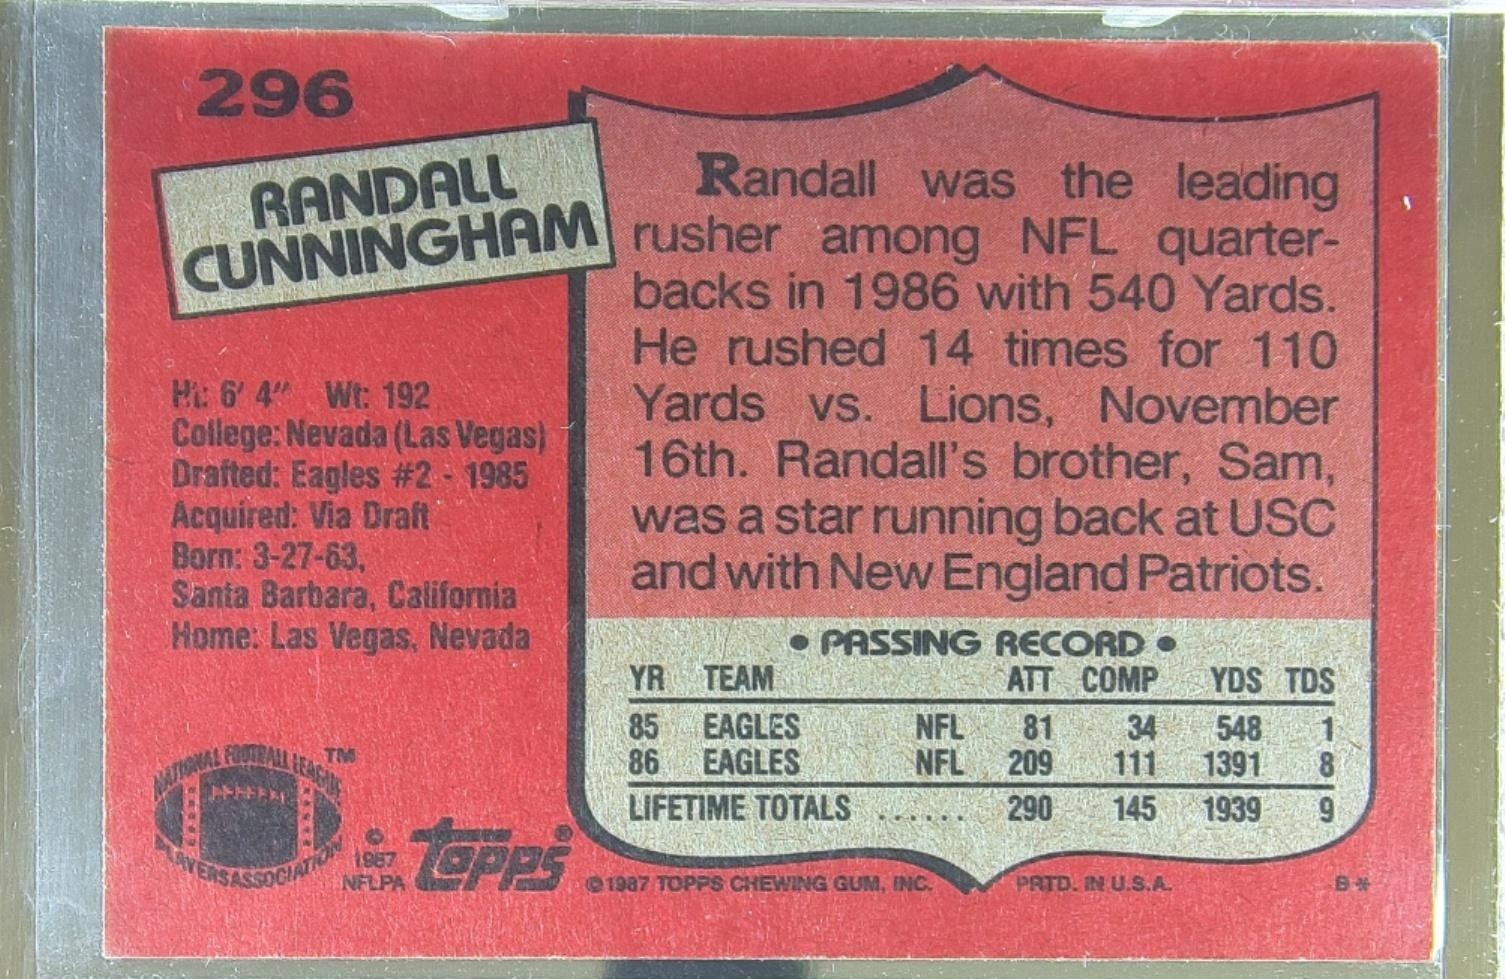 296
RANDALL
CUNNINGHAM
Ht: 6' 4" Wt: 192
College: Nevada (Las Vegas)
Drafted: Eagles #2 - 1985
Acquired: Via Draft
Born: 3-27-63,
Santa Barbara, California
Home: Las Vegas, Nevada
Randall was the leading
rusher among NFL quarter-
backs in 1986 with 540 Yards.
He rushed 14 times for 110
Yards vs. Lions, November
16th. Randall's brother, Sam,
was a star running back at USC
and with New England Patriots.
• PASSING RECORD •
YR TEAM ATT COMP YDS TDS
85 EAGLES NFL 81 34 548 1
86 EAGLES NFL 209 111 1391 8
LIFETIME TOTALS ...... 290 145 1939 9
NATIONAL FOOTBALL LEAGUE ™
PLAYERS ASSOCIATION
©
1987
NFLPA
topps®
©1987 TOPPS CHEWING GUM, INC. PRTD. IN U.S.A. B*